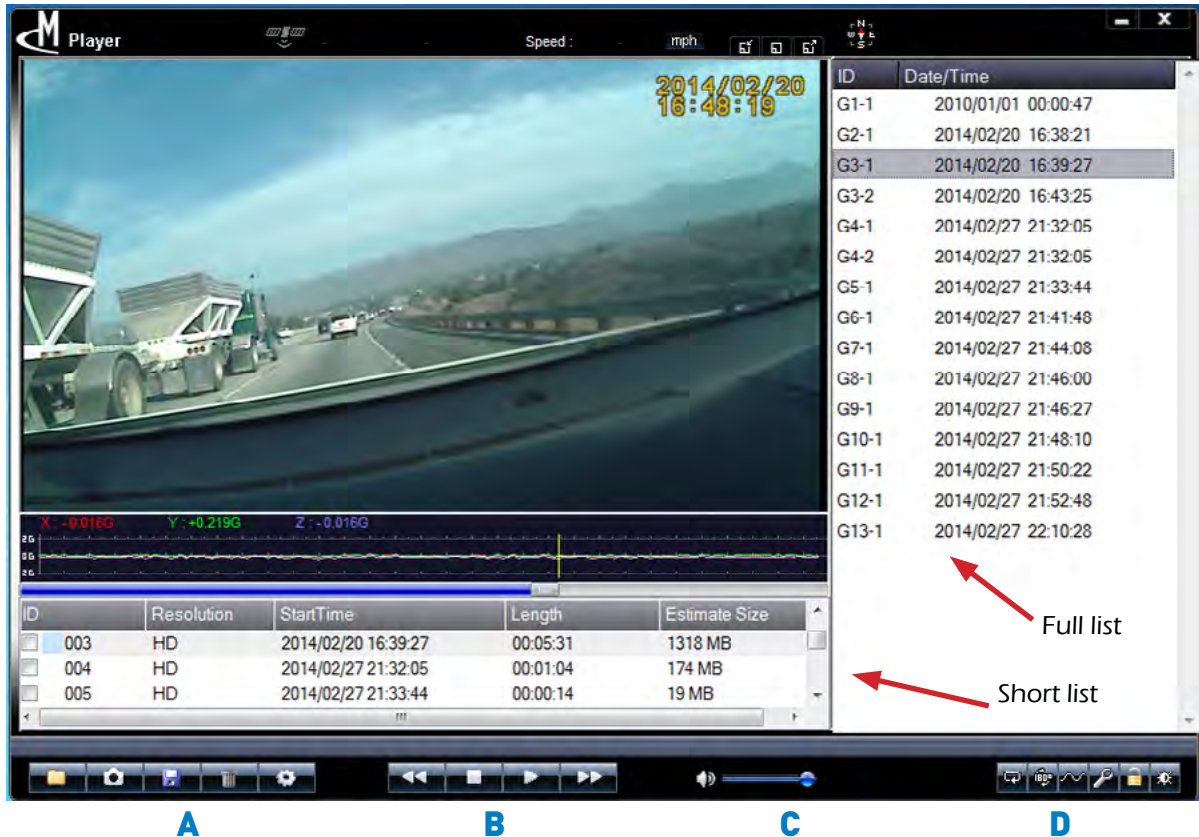 M Player
Speed : - mph
N
W E
S
2014/02/20
16:48:19
ID Date/Time
G1-1 2010/01/01 00:00:47
G2-1 2014/02/20 16:38:21
G3-1 2014/02/20 16:39:27
G3-2 2014/02/20 16:43:25
G4-1 2014/02/27 21:32:05
G4-2 2014/02/27 21:32:05
G5-1 2014/02/27 21:33:44
G6-1 2014/02/27 21:41:48
G7-1 2014/02/27 21:44:08
G8-1 2014/02/27 21:46:00
G9-1 2014/02/27 21:46:27
G10-1 2014/02/27 21:48:10
G11-1 2014/02/27 21:50:22
G12-1 2014/02/27 21:52:48
G13-1 2014/02/27 22:10:28
Full list
Short list
X : -0.016G Y : +0.219G Z : -0.016G
2G
0G
2G
ID Resolution StartTime Length Estimate Size
003 HD 2014/02/20 16:39:27 00:05:31 1318 MB
004 HD 2014/02/27 21:32:05 00:01:04 174 MB
005 HD 2014/02/27 21:33:44 00:00:14 19 MB
180°
A B C D